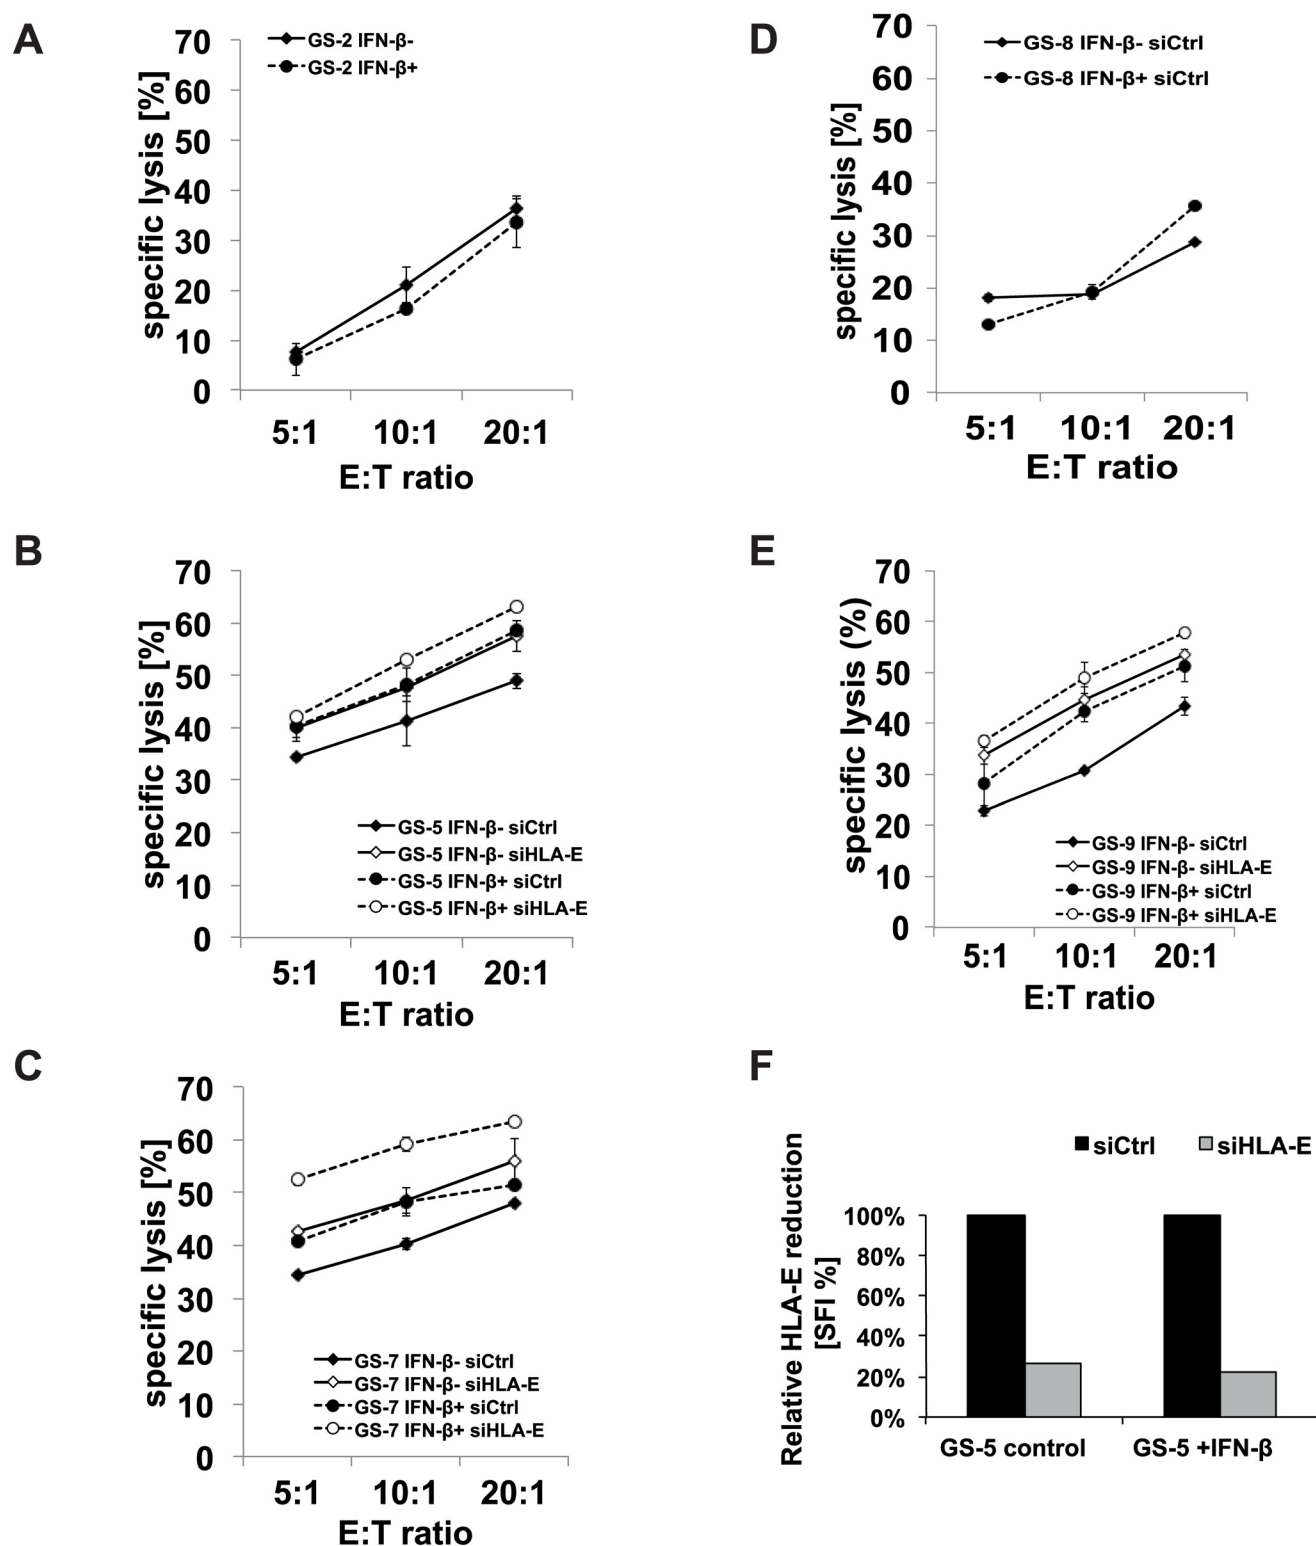 A
70
60
50
40
30
20
10
0
specific lysis [%]
GS-2 IFN-β-
GS-2 IFN-β+
5:1 10:1 20:1
E:T ratio
B
70
60
50
40
30
20
10
0
specific lysis [%]
GS-5 IFN-β- siCtrl
GS-5 IFN-β- siHLA-E
GS-5 IFN-β+ siCtrl
GS-5 IFN-β+ siHLA-E
5:1 10:1 20:1
E:T ratio
C
70
60
50
40
30
20
10
0
specific lysis [%]
GS-7 IFN-β- siCtrl
GS-7 IFN-β- siHLA-E
GS-7 IFN-β+ siCtrl
GS-7 IFN-β+ siHLA-E
5:1 10:1 20:1
E:T ratio
D
70
60
50
40
30
20
10
0
specific lysis [%]
GS-8 IFN-β- siCtrl
GS-8 IFN-β+ siCtrl
5:1 10:1 20:1
E:T ratio
E
70
60
50
40
30
20
10
0
specific lysis (%)
GS-9 IFN-β- siCtrl
GS-9 IFN-β- siHLA-E
GS-9 IFN-β+ siCtrl
GS-9 IFN-β+ siHLA-E
5:1 10:1 20:1
E:T ratio
F
siCtrl siHLA-E
Relative HLA-E reduction
[SFI %]
100%
80%
60%
40%
20%
0%
GS-5 control GS-5 +IFN-β